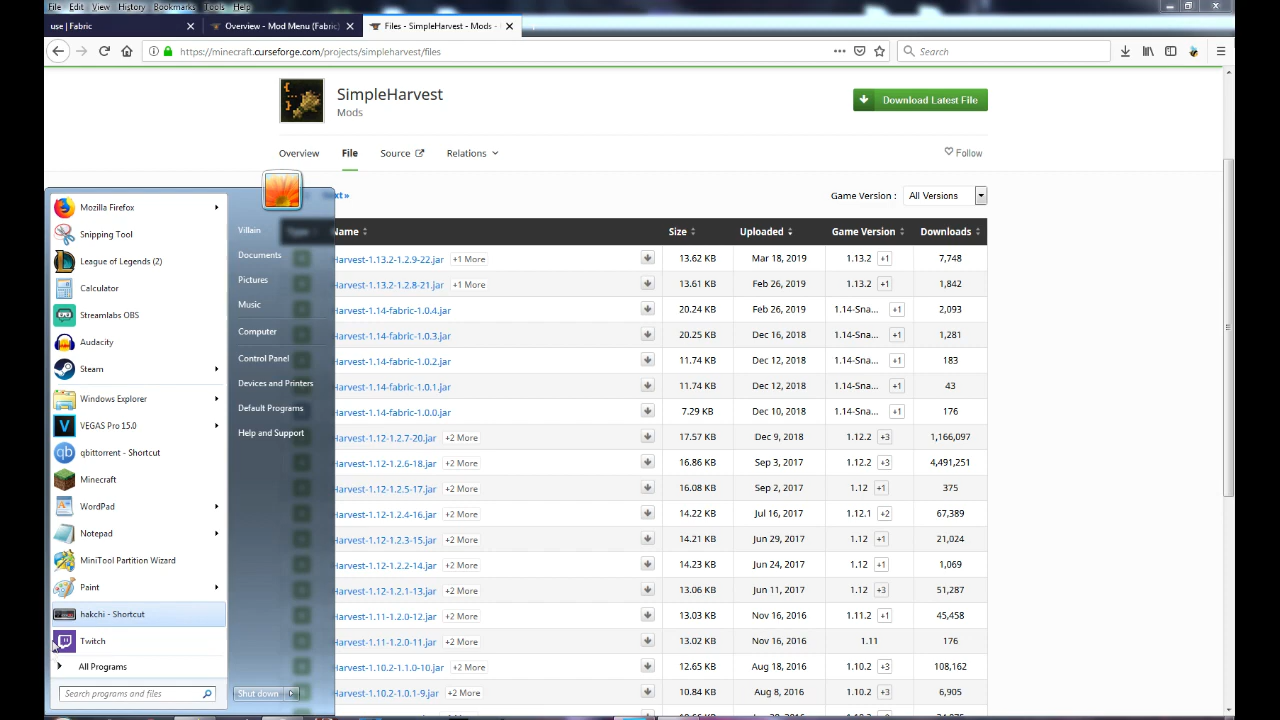 File Edit View History Bookmarks Tools Help
use | Fabric
Overview - Mod Menu (Fabric)
Files - SimpleHarvest - Mods -
https://minecraft.curseforge.com/projects/simpleharvest/files
Search
SimpleHarvest
Mods
Download Latest File
Overview File Source Relations
Follow
Game Version : All Versions
Name Size Uploaded Game Version Downloads
Harvest-1.13.2-1.2.9-22.jar +1 More 13.62 KB Mar 18, 2019 1.13.2 +1 7,748
Harvest-1.13.2-1.2.8-21.jar +1 More 13.61 KB Feb 26, 2019 1.13.2 +1 1,842
Harvest-1.14-fabric-1.0.4.jar 20.24 KB Feb 26, 2019 1.14-Sna... +1 2,093
Harvest-1.14-fabric-1.0.3.jar 20.25 KB Dec 16, 2018 1.14-Sna... +1 1,281
Harvest-1.14-fabric-1.0.2.jar 11.74 KB Dec 12, 2018 1.14-Sna... +1 183
Harvest-1.14-fabric-1.0.1.jar 11.74 KB Dec 12, 2018 1.14-Sna... +1 43
Harvest-1.14-fabric-1.0.0.jar 7.29 KB Dec 10, 2018 1.14-Sna... +1 176
Harvest-1.12-1.2.7-20.jar +2 More 17.57 KB Dec 9, 2018 1.12.2 +3 1,166,097
Harvest-1.12-1.2.6-18.jar +2 More 16.86 KB Sep 3, 2017 1.12.2 +3 4,491,251
Harvest-1.12-1.2.5-17.jar +2 More 16.08 KB Sep 2, 2017 1.12 +1 375
Harvest-1.12-1.2.4-16.jar +2 More 14.22 KB Jul 16, 2017 1.12.1 +2 67,389
Harvest-1.12-1.2.3-15.jar +2 More 14.21 KB Jun 29, 2017 1.12 +1 21,024
Harvest-1.12-1.2.2-14.jar +2 More 14.23 KB Jun 24, 2017 1.12 +1 1,069
Harvest-1.12-1.2.1-13.jar +2 More 13.06 KB Jun 11, 2017 1.12 +3 51,287
Harvest-1.11-1.2.0-12.jar +2 More 13.03 KB Nov 16, 2016 1.11.2 +1 45,458
Harvest-1.11-1.2.0-11.jar +2 More 13.02 KB Nov 16, 2016 1.11 176
Harvest-1.10.2-1.1.0-10.jar +2 More 12.65 KB Aug 18, 2016 1.10.2 +3 108,162
Harvest-1.10.2-1.0.1-9.jar +2 More 10.84 KB Aug 8, 2016 1.10.2 +3 6,905
Mozilla Firefox
Snipping Tool
League of Legends (2)
Calculator
Streamlabs OBS
Audacity
Steam
Windows Explorer
VEGAS Pro 15.0
qbittorrent - Shortcut
Minecraft
WordPad
Notepad
MiniTool Partition Wizard
Paint
hakchi - Shortcut
Twitch
All Programs
Search programs and files
Villain
Documents
Pictures
Music
Computer
Control Panel
Devices and Printers
Default Programs
Help and Support
Shut down